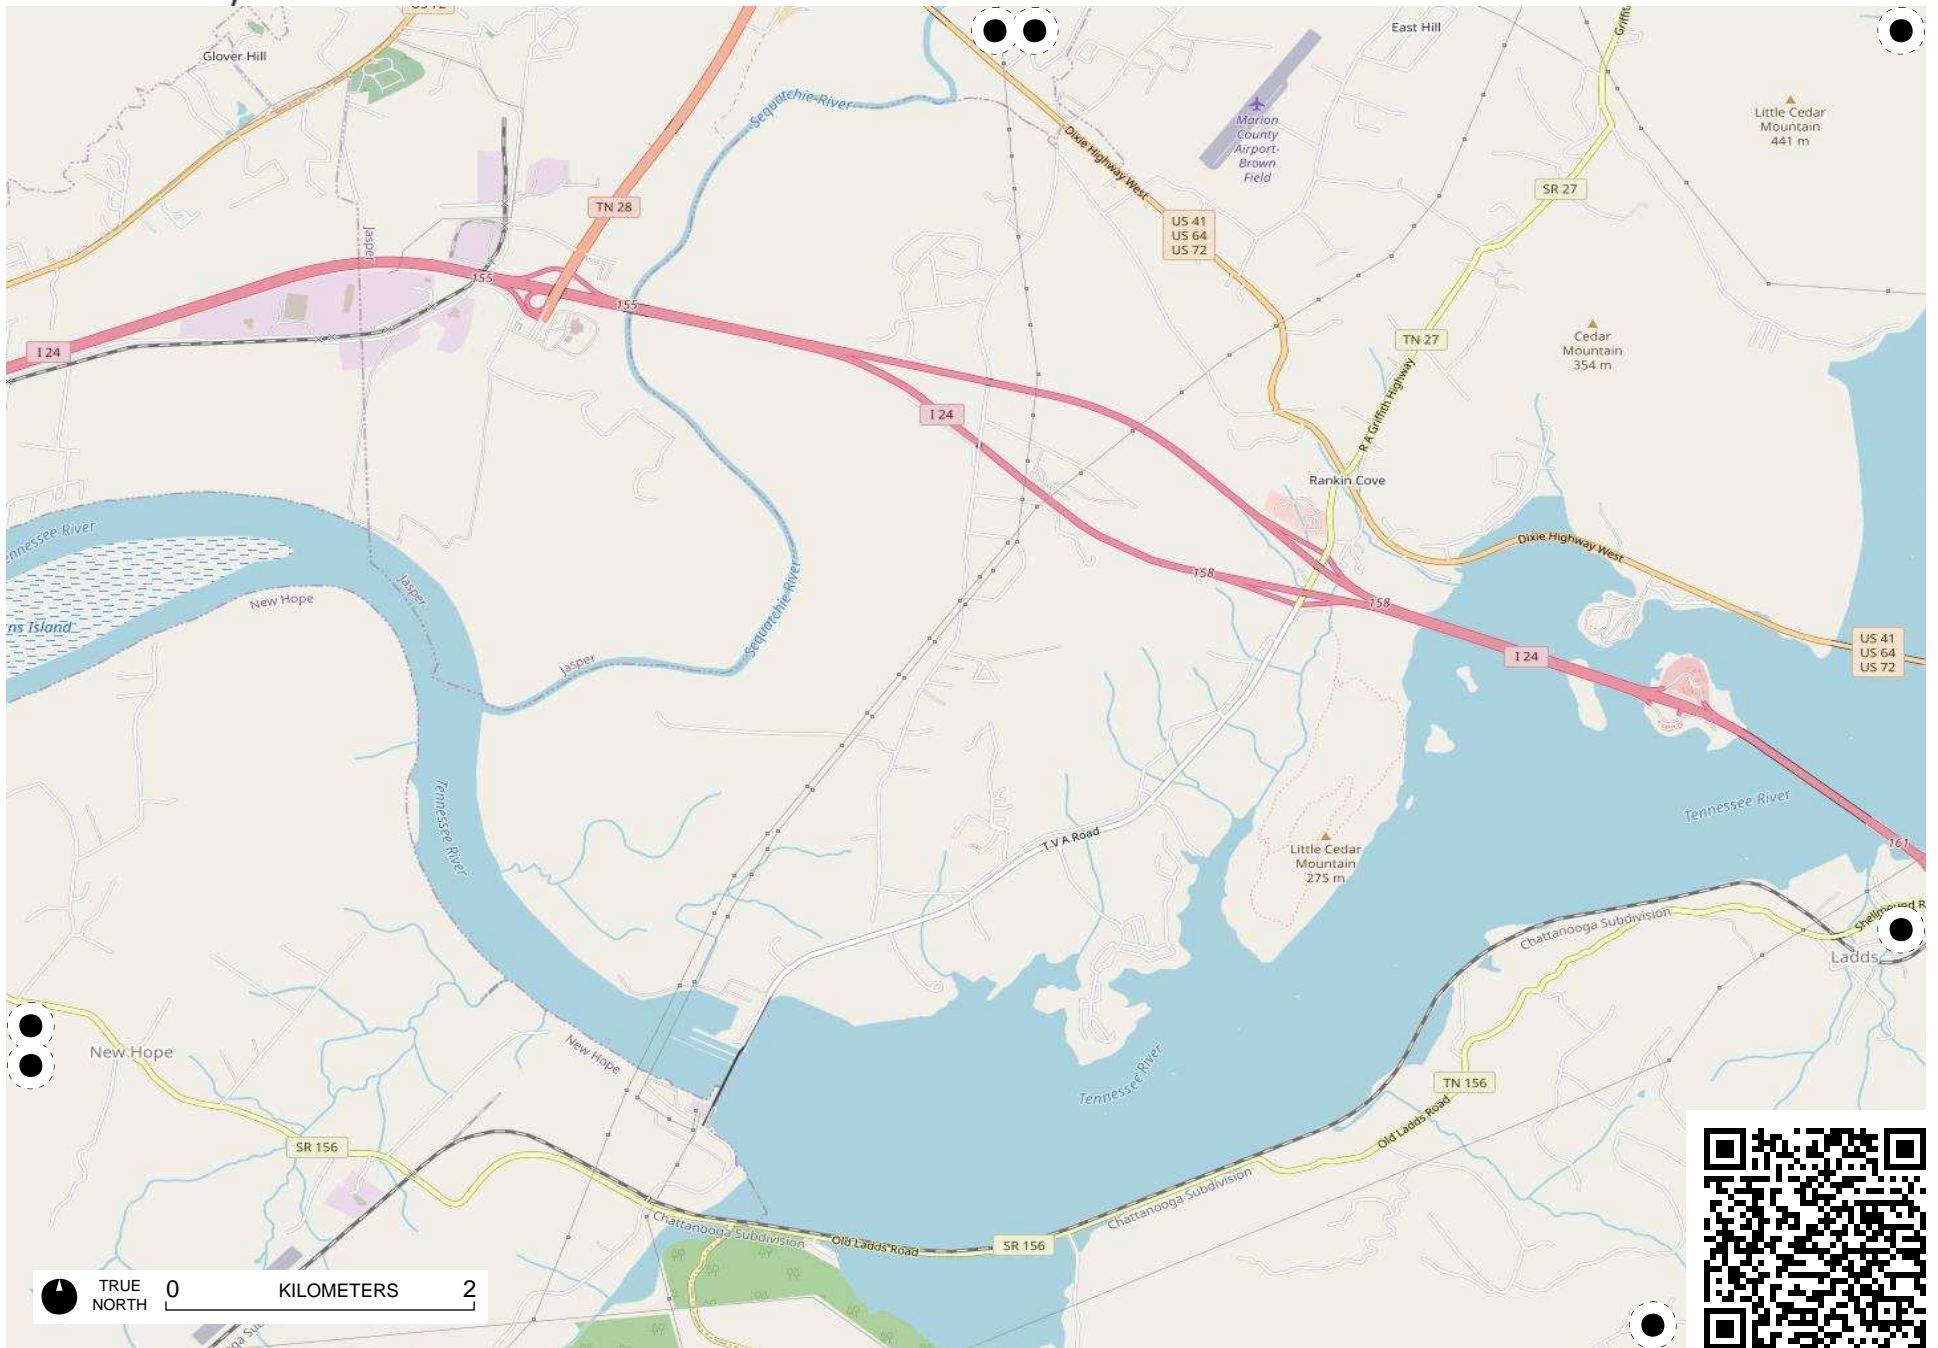 Glover Hill
East Hill
Sequatchie River
Marion
County
Airport-
Brown
Field
Little Cedar
Mountain
441 m
Dixie Highway West
SR 27
TN 28
US 41
US 64
US 72
Jasper
155
155
I 24
TN 27
Cedar
Mountain
354 m
R A Griffith Highway
I 24
Rankin Cove
Tennessee River
Dixie Highway West
158
158
Jasper
New Hope
Sequatchie River
Jasper
US 41
US 64
US 72
I 24
Tennessee River
Tennessee River
T V A Road
161
Little Cedar
Mountain
275 m
Chattanooga Subdivision
Ladds
New Hope
New Hope
Tennessee River
TN 156
Old Ladds Road
SR 156
Chattanooga Subdivision
Chattanooga Subdivision
Old Ladds Road
SR 156
TRUE
NORTH
0 KILOMETERS 2